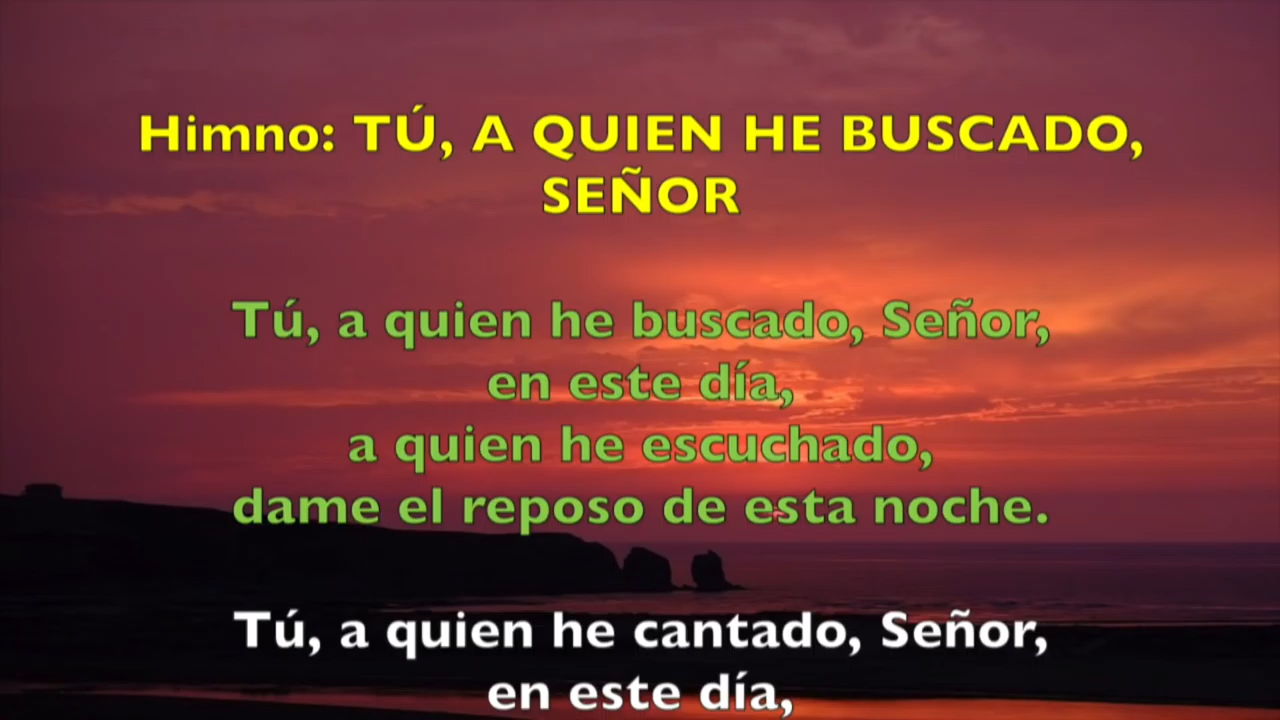 Himno: TÚ, A QUIEN HE BUSCADO,
SEÑOR
Tú, a quien he buscado, Señor,
en este día,
a quien he escuchado,
dame el reposo de esta noche.
Tú, a quien he cantado, Señor,
en este día,